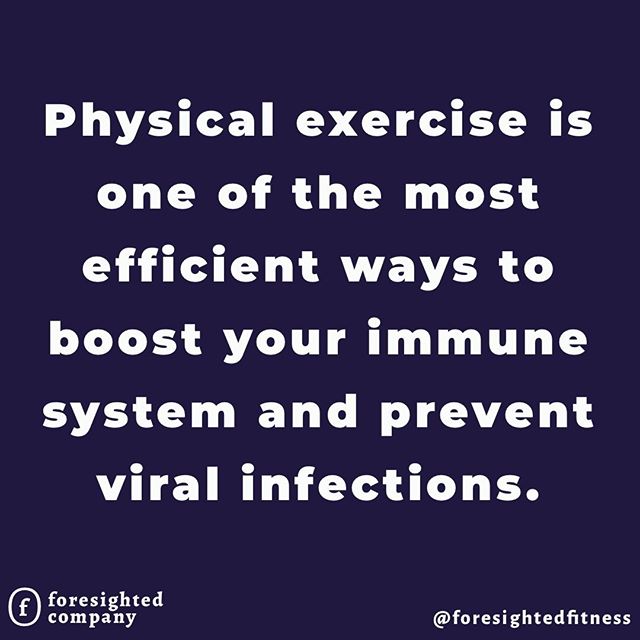 Physical exercise is
one of the most
efficient ways to
boost your immune
system and prevent
viral infections.
f foresighted
company
@foresightedfitness